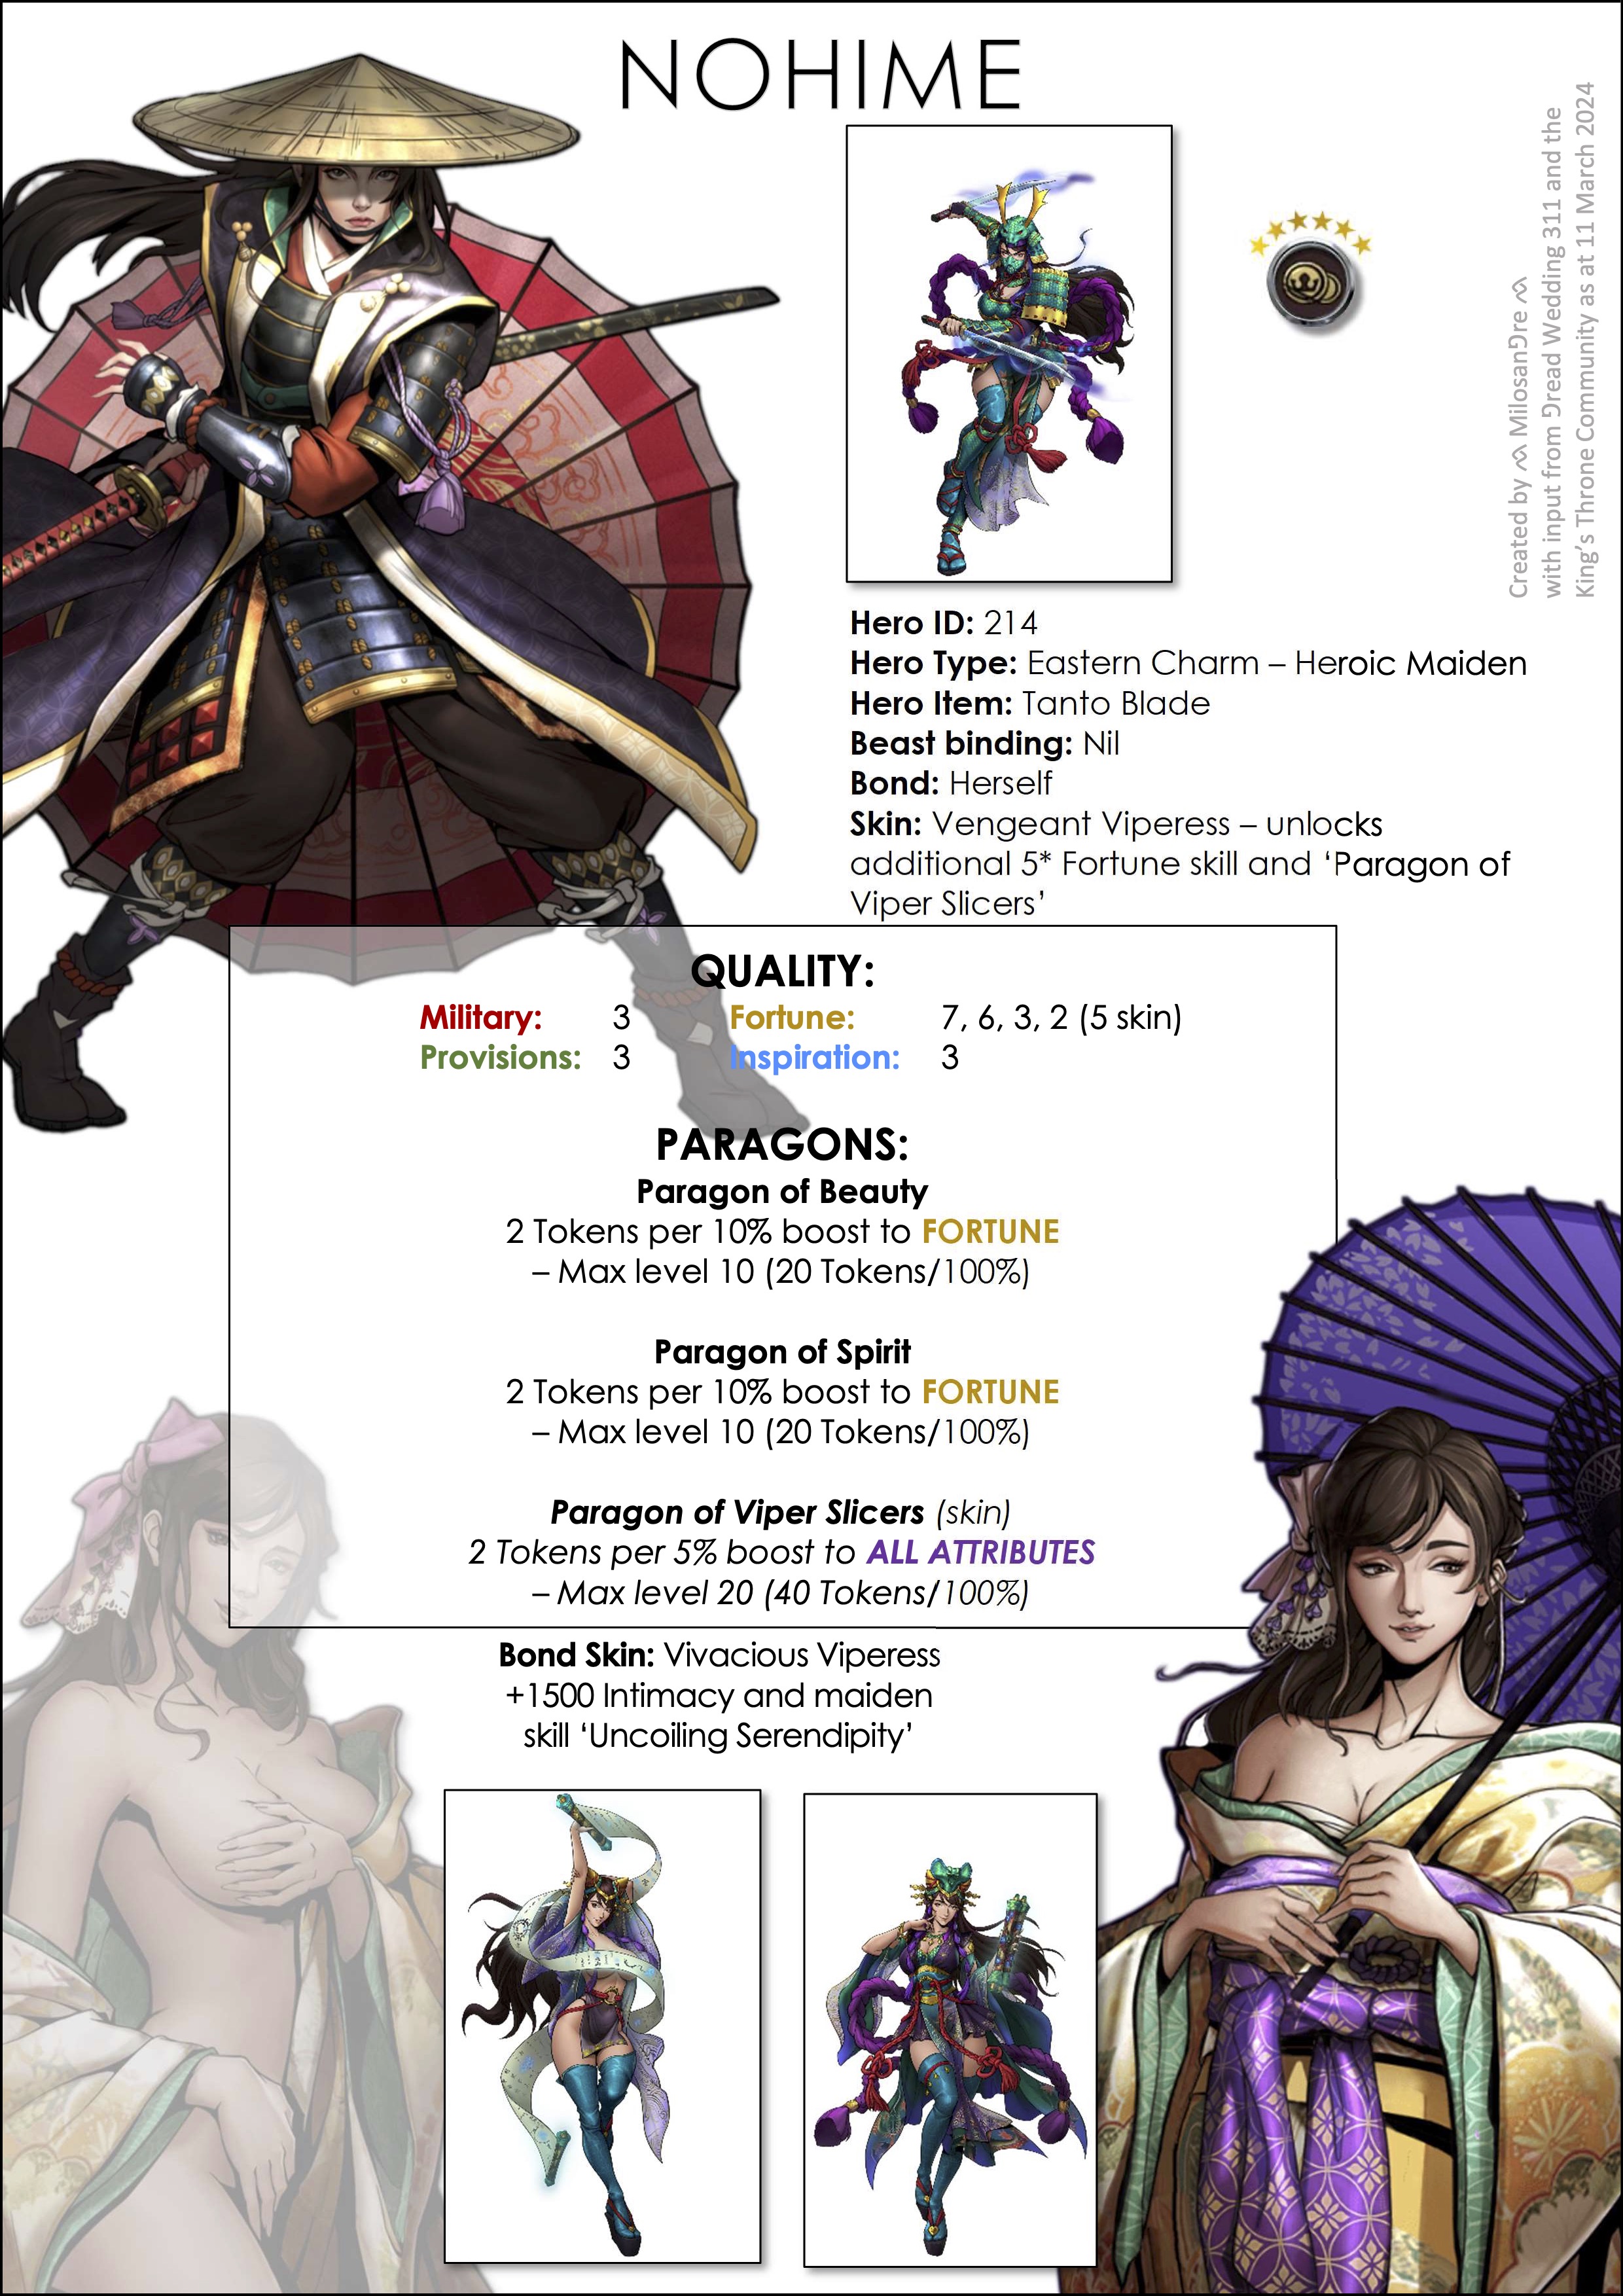 NOHIME
Created by ᨏ MilosanƋre ᨏ
with input from Ɗread Wedding 311 and the
King's Throne Community as at 11 March 2024
Hero ID: 214
Hero Type: Eastern Charm – Heroic Maiden
Hero Item: Tanto Blade
Beast binding: Nil
Bond: Herself
Skin: Vengeant Viperess – unlocks
additional 5* Fortune skill and ‘Paragon of
Viper Slicers’
QUALITY:
Military: 3 Fortune: 7, 6, 3, 2 (5 skin)
Provisions: 3 Inspiration: 3
PARAGONS:
Paragon of Beauty
2 Tokens per 10% boost to FORTUNE
– Max level 10 (20 Tokens/100%)
Paragon of Spirit
2 Tokens per 10% boost to FORTUNE
– Max level 10 (20 Tokens/100%)
Paragon of Viper Slicers (skin)
2 Tokens per 5% boost to ALL ATTRIBUTES
– Max level 20 (40 Tokens/100%)
Bond Skin: Vivacious Viperess
+1500 Intimacy and maiden
skill ‘Uncoiling Serendipity’